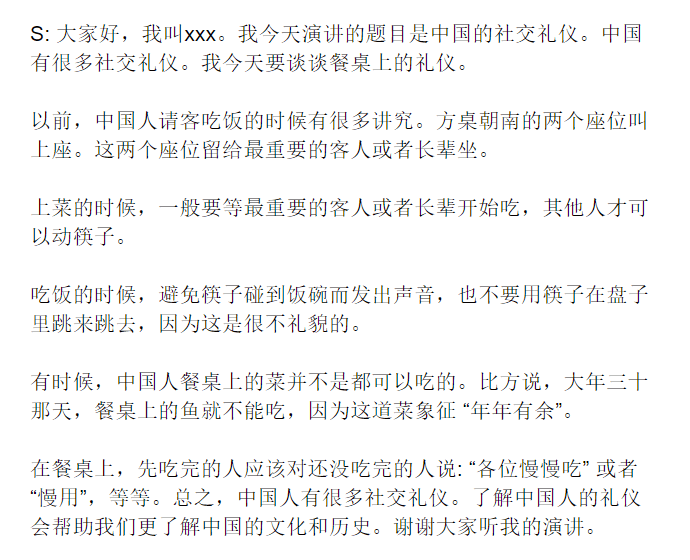 S: 大家好，我叫xxx。我今天演讲的题目是中国的社交礼仪。中国
有很多社交礼仪。我今天要谈谈餐桌上的礼仪。
以前，中国人请客吃饭的时候有很多讲究。方桌朝南的两个座位叫
上座。这两个座位留给最重要的客人或者长辈坐。
上菜的时候，一般要等最重要的客人或者长辈开始吃，其他人才可
以动筷子。
吃饭的时候，避免筷子碰到饭碗而发出声音，也不要用筷子在盘子
里跳来跳去，因为这是很不礼貌的。
有时候，中国人餐桌上的菜并不是都可以吃的。比方说，大年三十
那天，餐桌上的鱼就不能吃，因为这道菜象征 “年年有余”。
在餐桌上，先吃完的人应该对还没吃完的人说: “各位慢慢吃” 或者
“慢用”，等等。总之，中国人有很多社交礼仪。了解中国人的礼仪
会帮助我们更了解中国的文化和历史。谢谢大家听我的演讲。